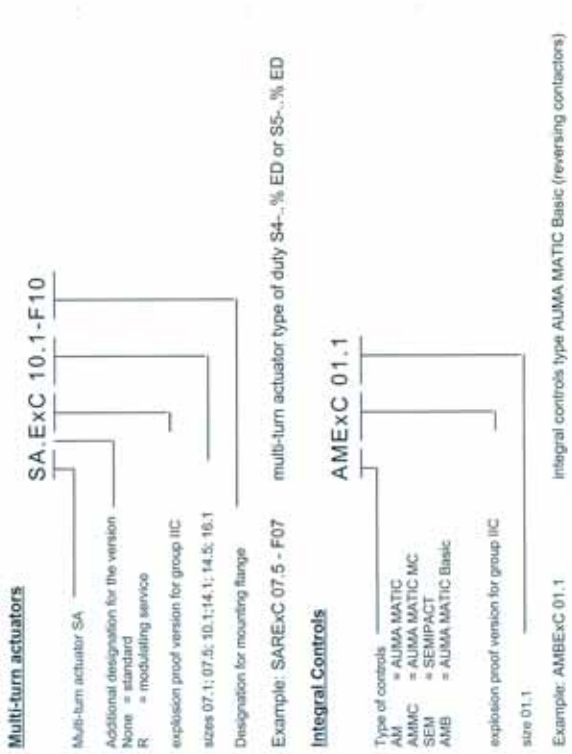 Multi-turn actuators
SA.ExC 10.1-F10
Multi-turn actuator SA
Additional designation for the version
None = standard
R = modulating service
explosion proof version for group IIC
sizes 07.1; 07.5; 10.1;14.1; 14.5; 16.1
Designation for mounting flange
Example: SARExC 07.5 - F07 multi-turn actuator type of duty S4-..% ED or S5-..% ED
Integral Controls
AMExC 01.1
Type of controls
AM = AUMA MATIC
AMMC = AUMA MATIC MC
SEM = SEMIPACT
AMB = AUMA MATIC Basic
explosion proof version for group IIC
size 01.1
Example: AMBExC 01.1 integral controls type AUMA MATIC Basic (reversing contactors)